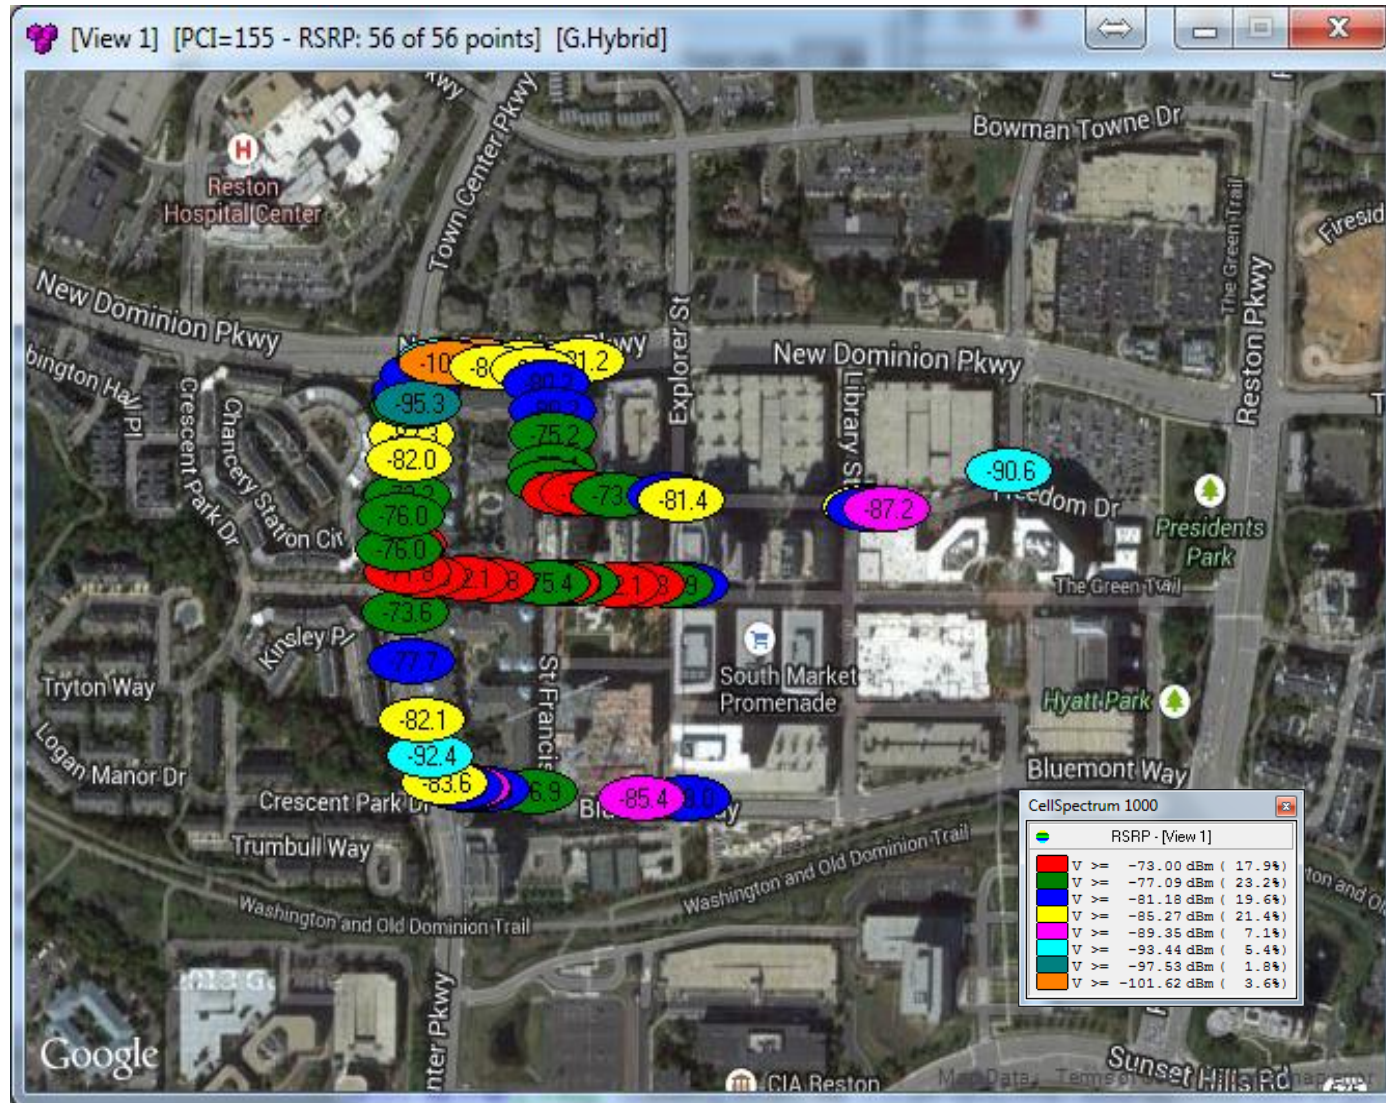 [View 1] [PCI=155 - RSRP: 56 of 56 points] [G.Hybrid]
Bowman Towne Dr
Town Center Pkwy
H
Reston
Hospital Center
The Green Trail
Reston Pkwy
New Dominion Pkwy
Explorer St
New Dominion Pkwy
-95.3
-82.0
-75.2
-76.0
-76.0
-81.4
-87.2
-90.6
Crescent Park Dr
Chancery Station Cir
Presidents
Park
The Green Trail
-73.6
-77.7
Kinsley Pl
South Market
Promenade
Hyatt Park
Tryton Way
-82.1
-92.4
-83.6
-85.4
Logan Manor Dr
Bluemont Way
Trumbull Way
Washington and Old Dominion Trail
Washington and Old Dominion Trail
CellSpectrum 1000
RSRP - [View 1]
V >= -73.00 dBm ( 17.9%)
V >= -77.09 dBm ( 23.2%)
V >= -81.18 dBm ( 19.6%)
V >= -85.27 dBm ( 21.4%)
V >= -89.35 dBm ( 7.1%)
V >= -93.44 dBm ( 5.4%)
V >= -97.53 dBm ( 1.8%)
V >= -101.62 dBm ( 3.6%)
Google
CIA Reston
Sunset Hills Rd